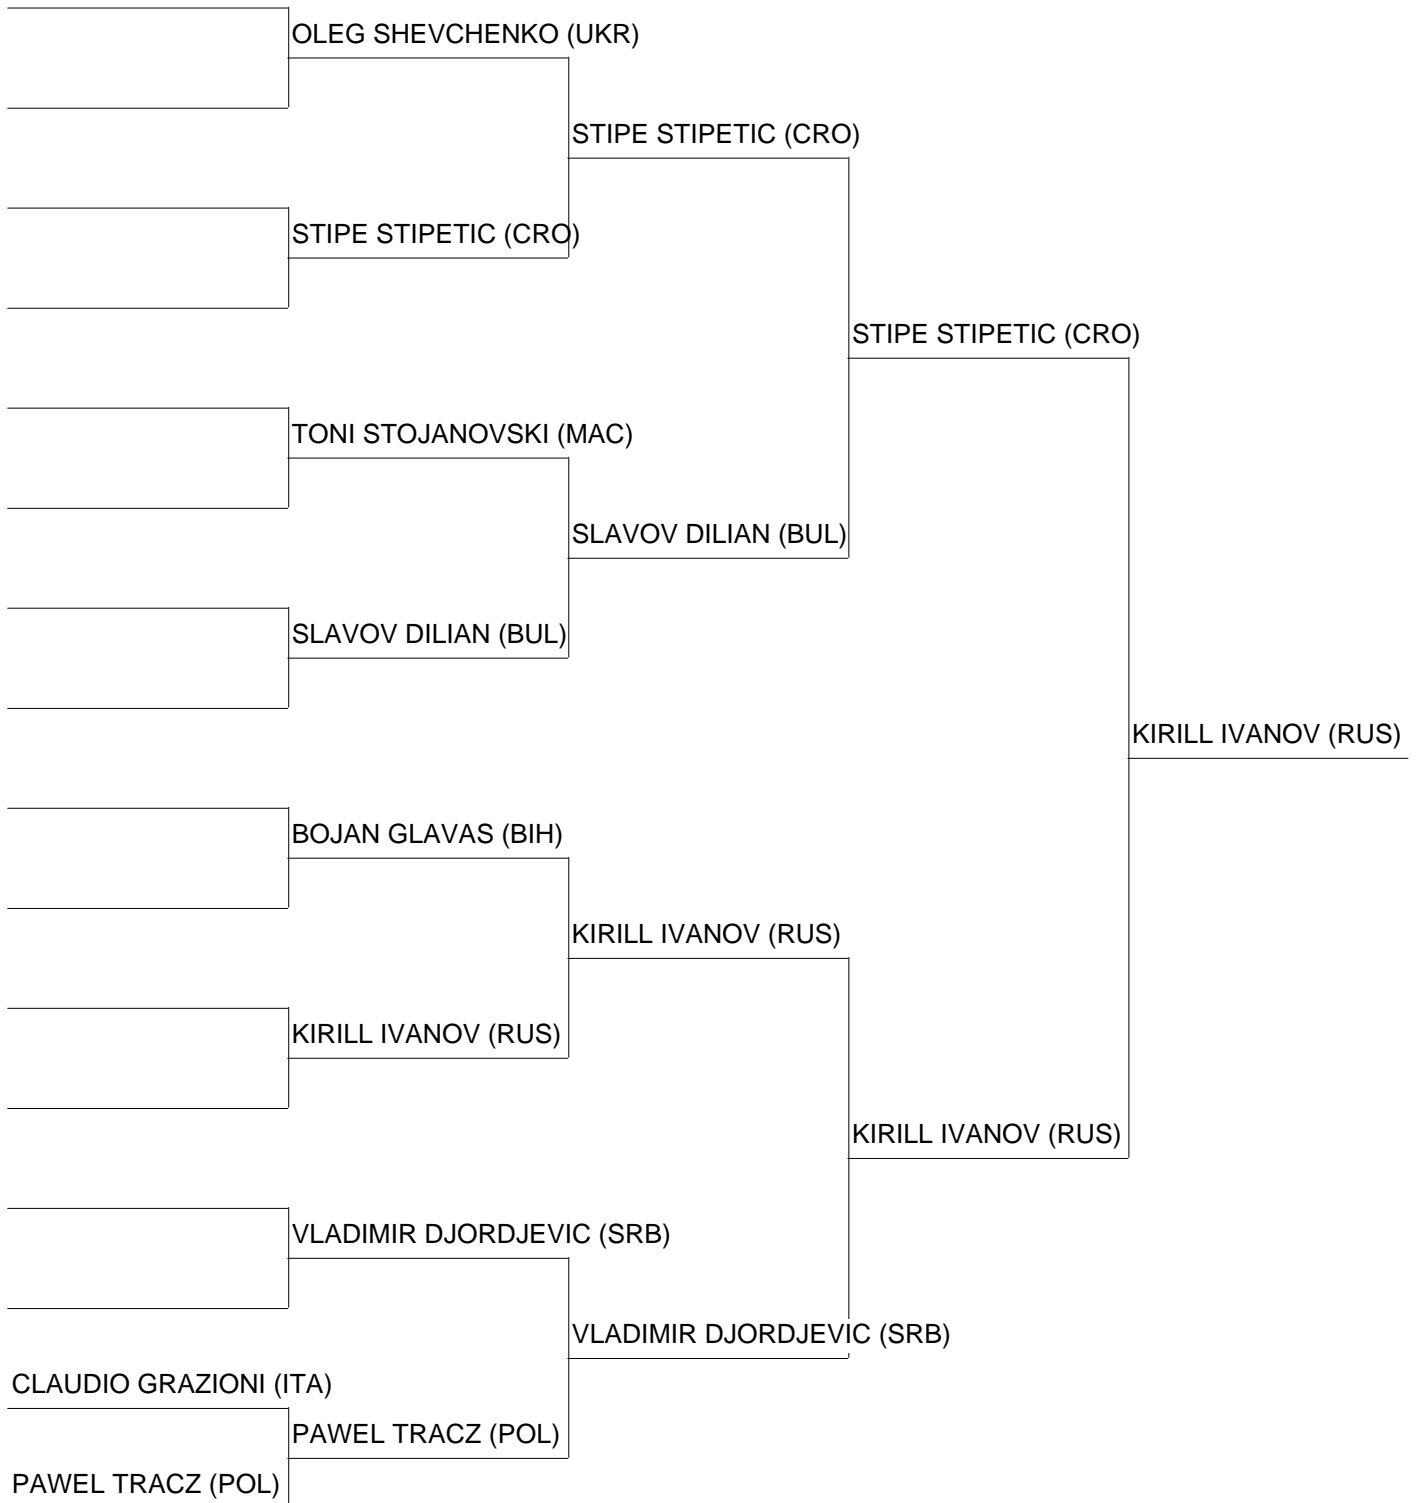 OLEG SHEVCHENKO (UKR)
STIPE STIPETIC (CRO)
STIPE STIPETIC (CRO)
STIPE STIPETIC (CRO)
TONI STOJANOVSKI (MAC)
SLAVOV DILIAN (BUL)
SLAVOV DILIAN (BUL)
KIRILL IVANOV (RUS)
BOJAN GLAVAS (BIH)
KIRILL IVANOV (RUS)
KIRILL IVANOV (RUS)
KIRILL IVANOV (RUS)
VLADIMIR DJORDJEVIC (SRB)
VLADIMIR DJORDJEVIC (SRB)
CLAUDIO GRAZIONI (ITA)
PAWEL TRACZ (POL)
PAWEL TRACZ (POL)